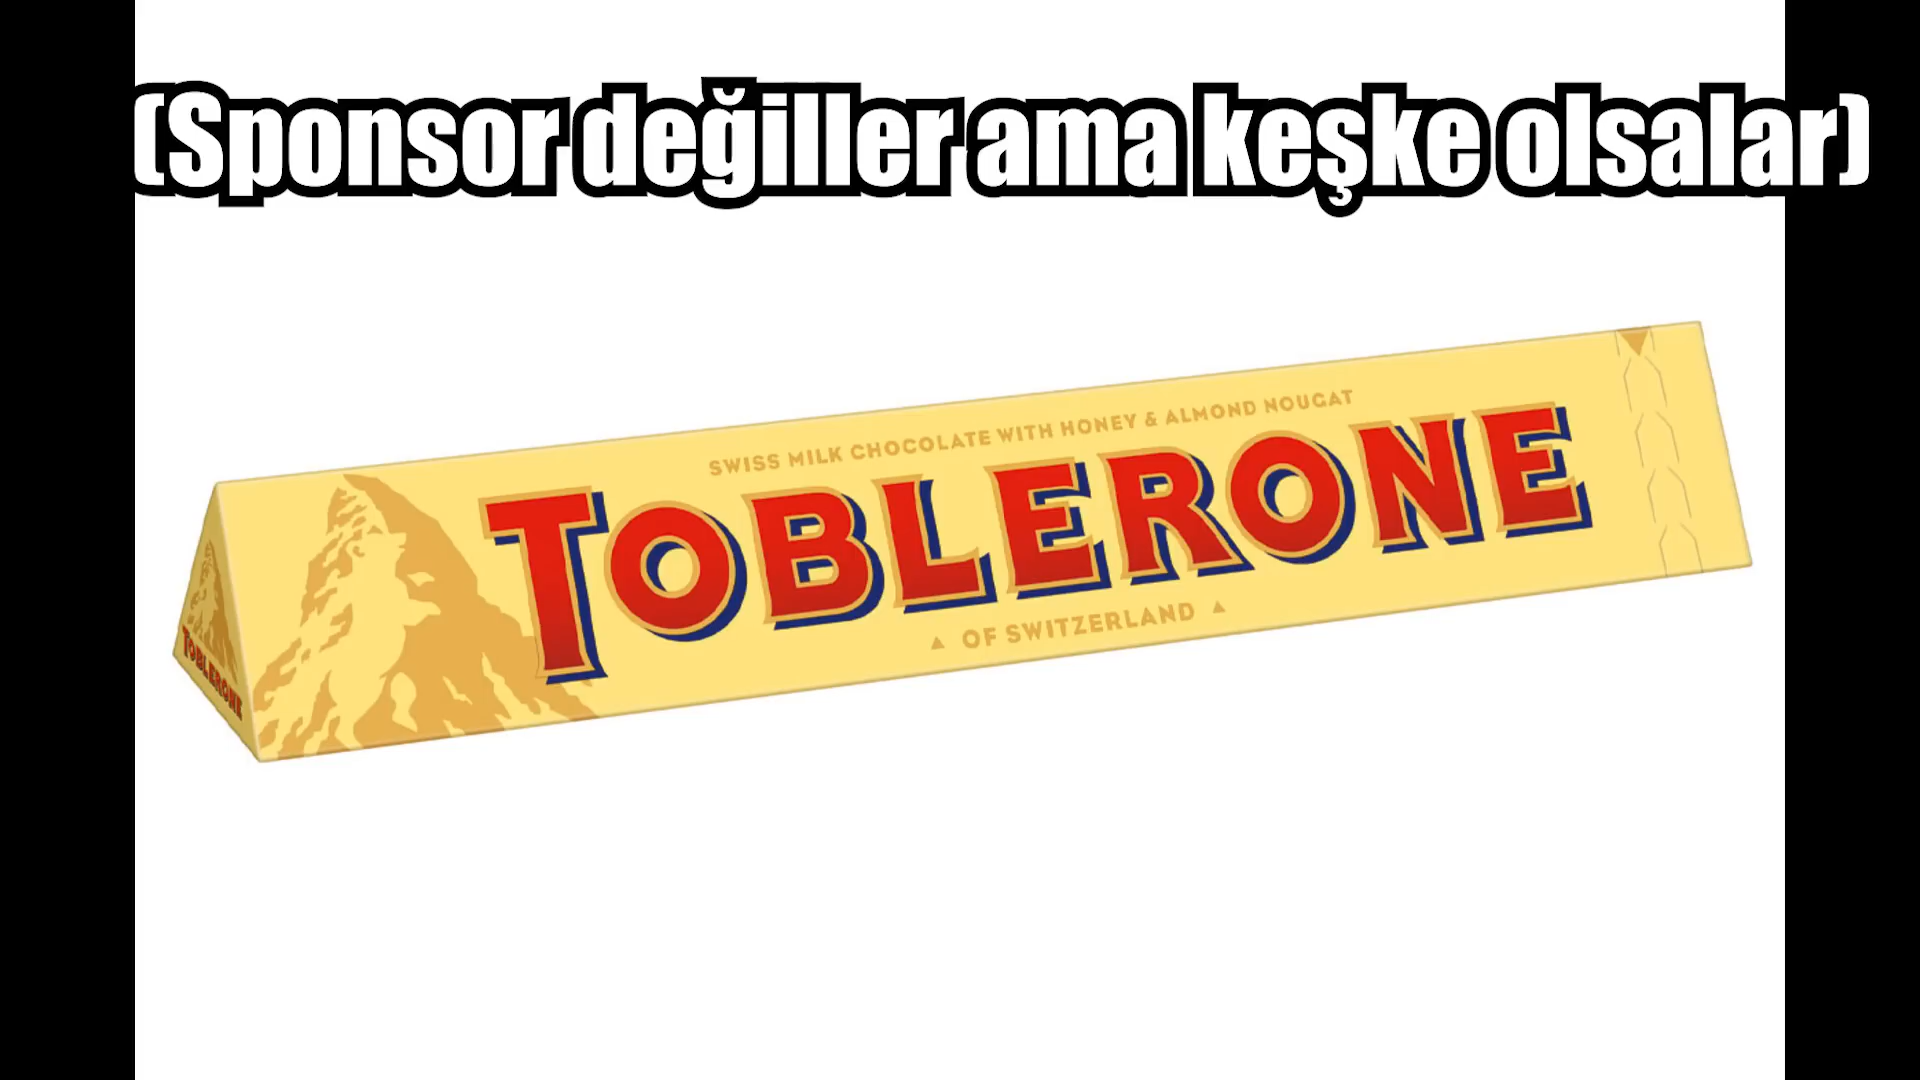 (Sponsor değiller ama keşke olsalar)
SWISS MILK CHOCOLATE WITH HONEY & ALMOND NOUGAT
TOBLERONE
OF SWITZERLAND
TOBLERONE